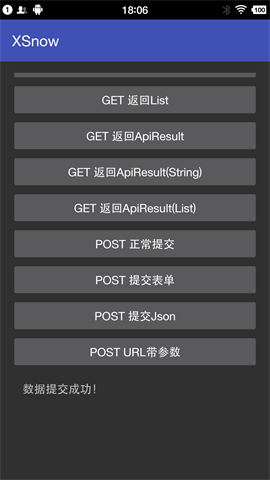 1 18:06 100
XSnow
GET 返回List
GET 返回ApiResult
GET 返回ApiResult(String)
GET 返回ApiResult(List)
POST 正常提交
POST 提交表单
POST 提交Json
POST URL带参数
数据提交成功！